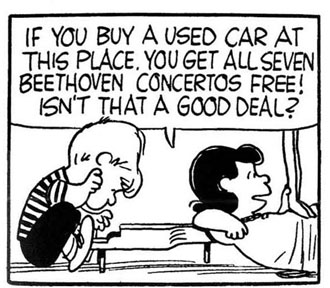 IF YOU BUY A USED CAR AT
THIS PLACE, YOU GET ALL SEVEN
BEETHOVEN CONCERTOS FREE!
ISN'T THAT A GOOD DEAL?